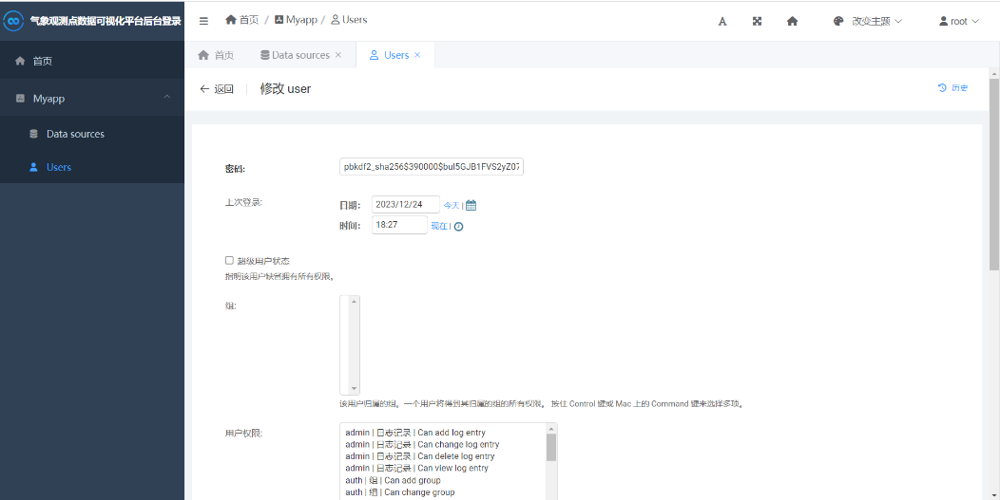 气象观测点数据可视化平台后台登录
首页 / Myapp / Users
改变主题
root
首页
Data sources ×
Users ×
首页
Myapp
Data sources
Users
返回
修改 user
历史
密码:
pbkdf2_sha256$390000$buI5GJB1FVS2yZ07
上次登录:
日期:
2023/12/24
今天 |
时间:
18:27
现在 |
超级用户状态
指明该用户缺省拥有所有权限。
组:
该用户归属的组。一个用户将得到其归属的组的所有权限。 按住 Control 键或 Mac 上的 Command 键来选择多项。
用户权限:
admin | 日志记录 | Can add log entry
admin | 日志记录 | Can change log entry
admin | 日志记录 | Can delete log entry
admin | 日志记录 | Can view log entry
auth | 组 | Can add group
auth | 组 | Can change group